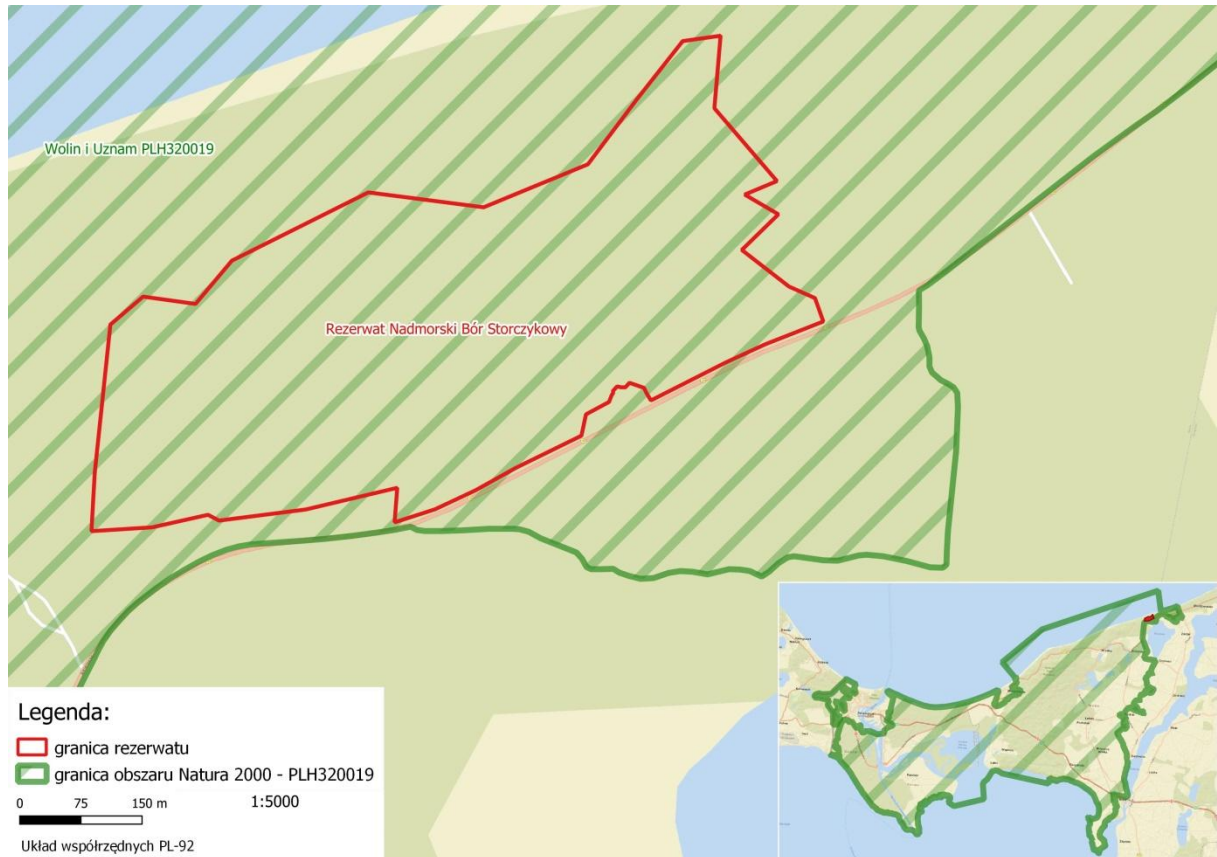 Wolin i Uznam PLH320019
Rezerwat Nadmorski Bór Storczykowy
Legenda:
granica rezerwatu
granica obszaru Natura 2000 - PLH320019
0 75 150 m 1:5000
Układ współrzędnych PL-92